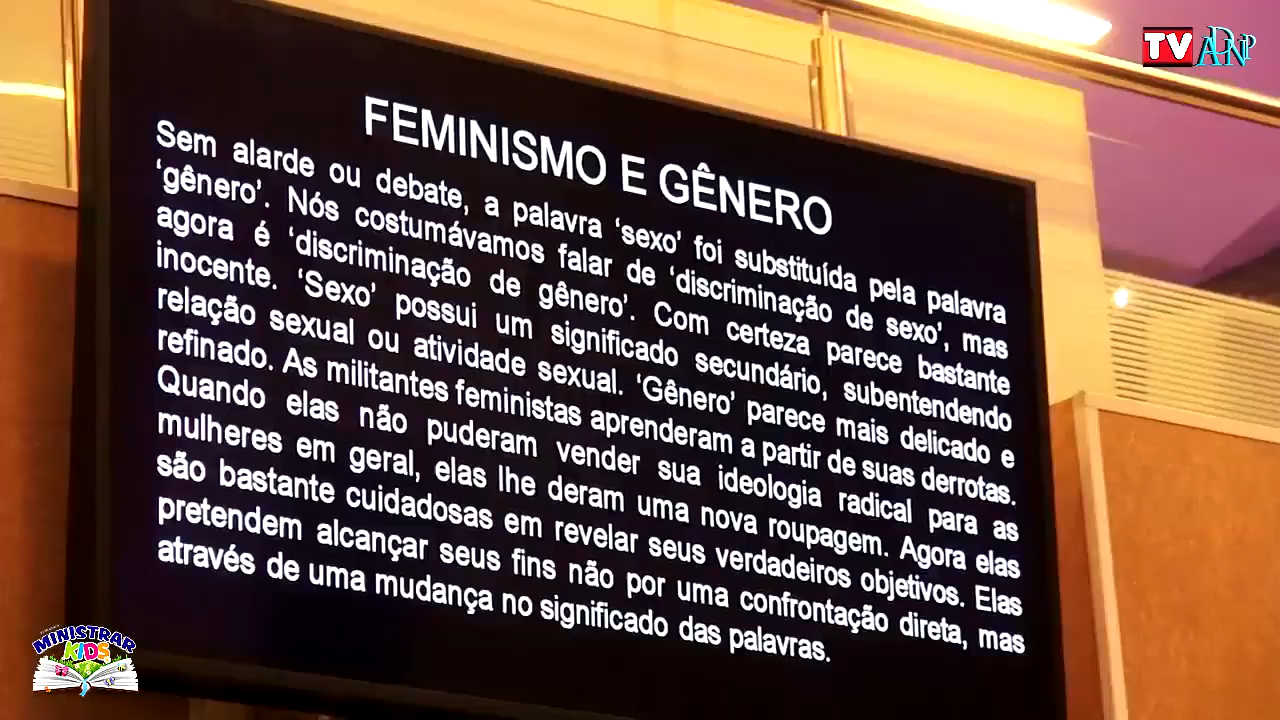 TV ADNP
FEMINISMO E GÊNERO
Sem alarde ou debate, a palavra ‘sexo’ foi substituída pela palavra
‘gênero’. Nós costumávamos falar de ‘discriminação de sexo’, mas
agora é ‘discriminação de gênero’. Com certeza parece bastante
inocente. ‘Sexo’ possui um significado secundário, subentendendo
relação sexual ou atividade sexual. ‘Gênero’ parece mais delicado e
refinado. As militantes feministas aprenderam a partir de suas derrotas.
Quando elas não puderam vender sua ideologia radical para as
mulheres em geral, elas lhe deram uma nova roupagem. Agora elas
são bastante cuidadosas em revelar seus verdadeiros objetivos. Elas
pretendem alcançar seus fins não por uma confrontação direta, mas
através de uma mudança no significado das palavras.
MINISTRAR
KIDS